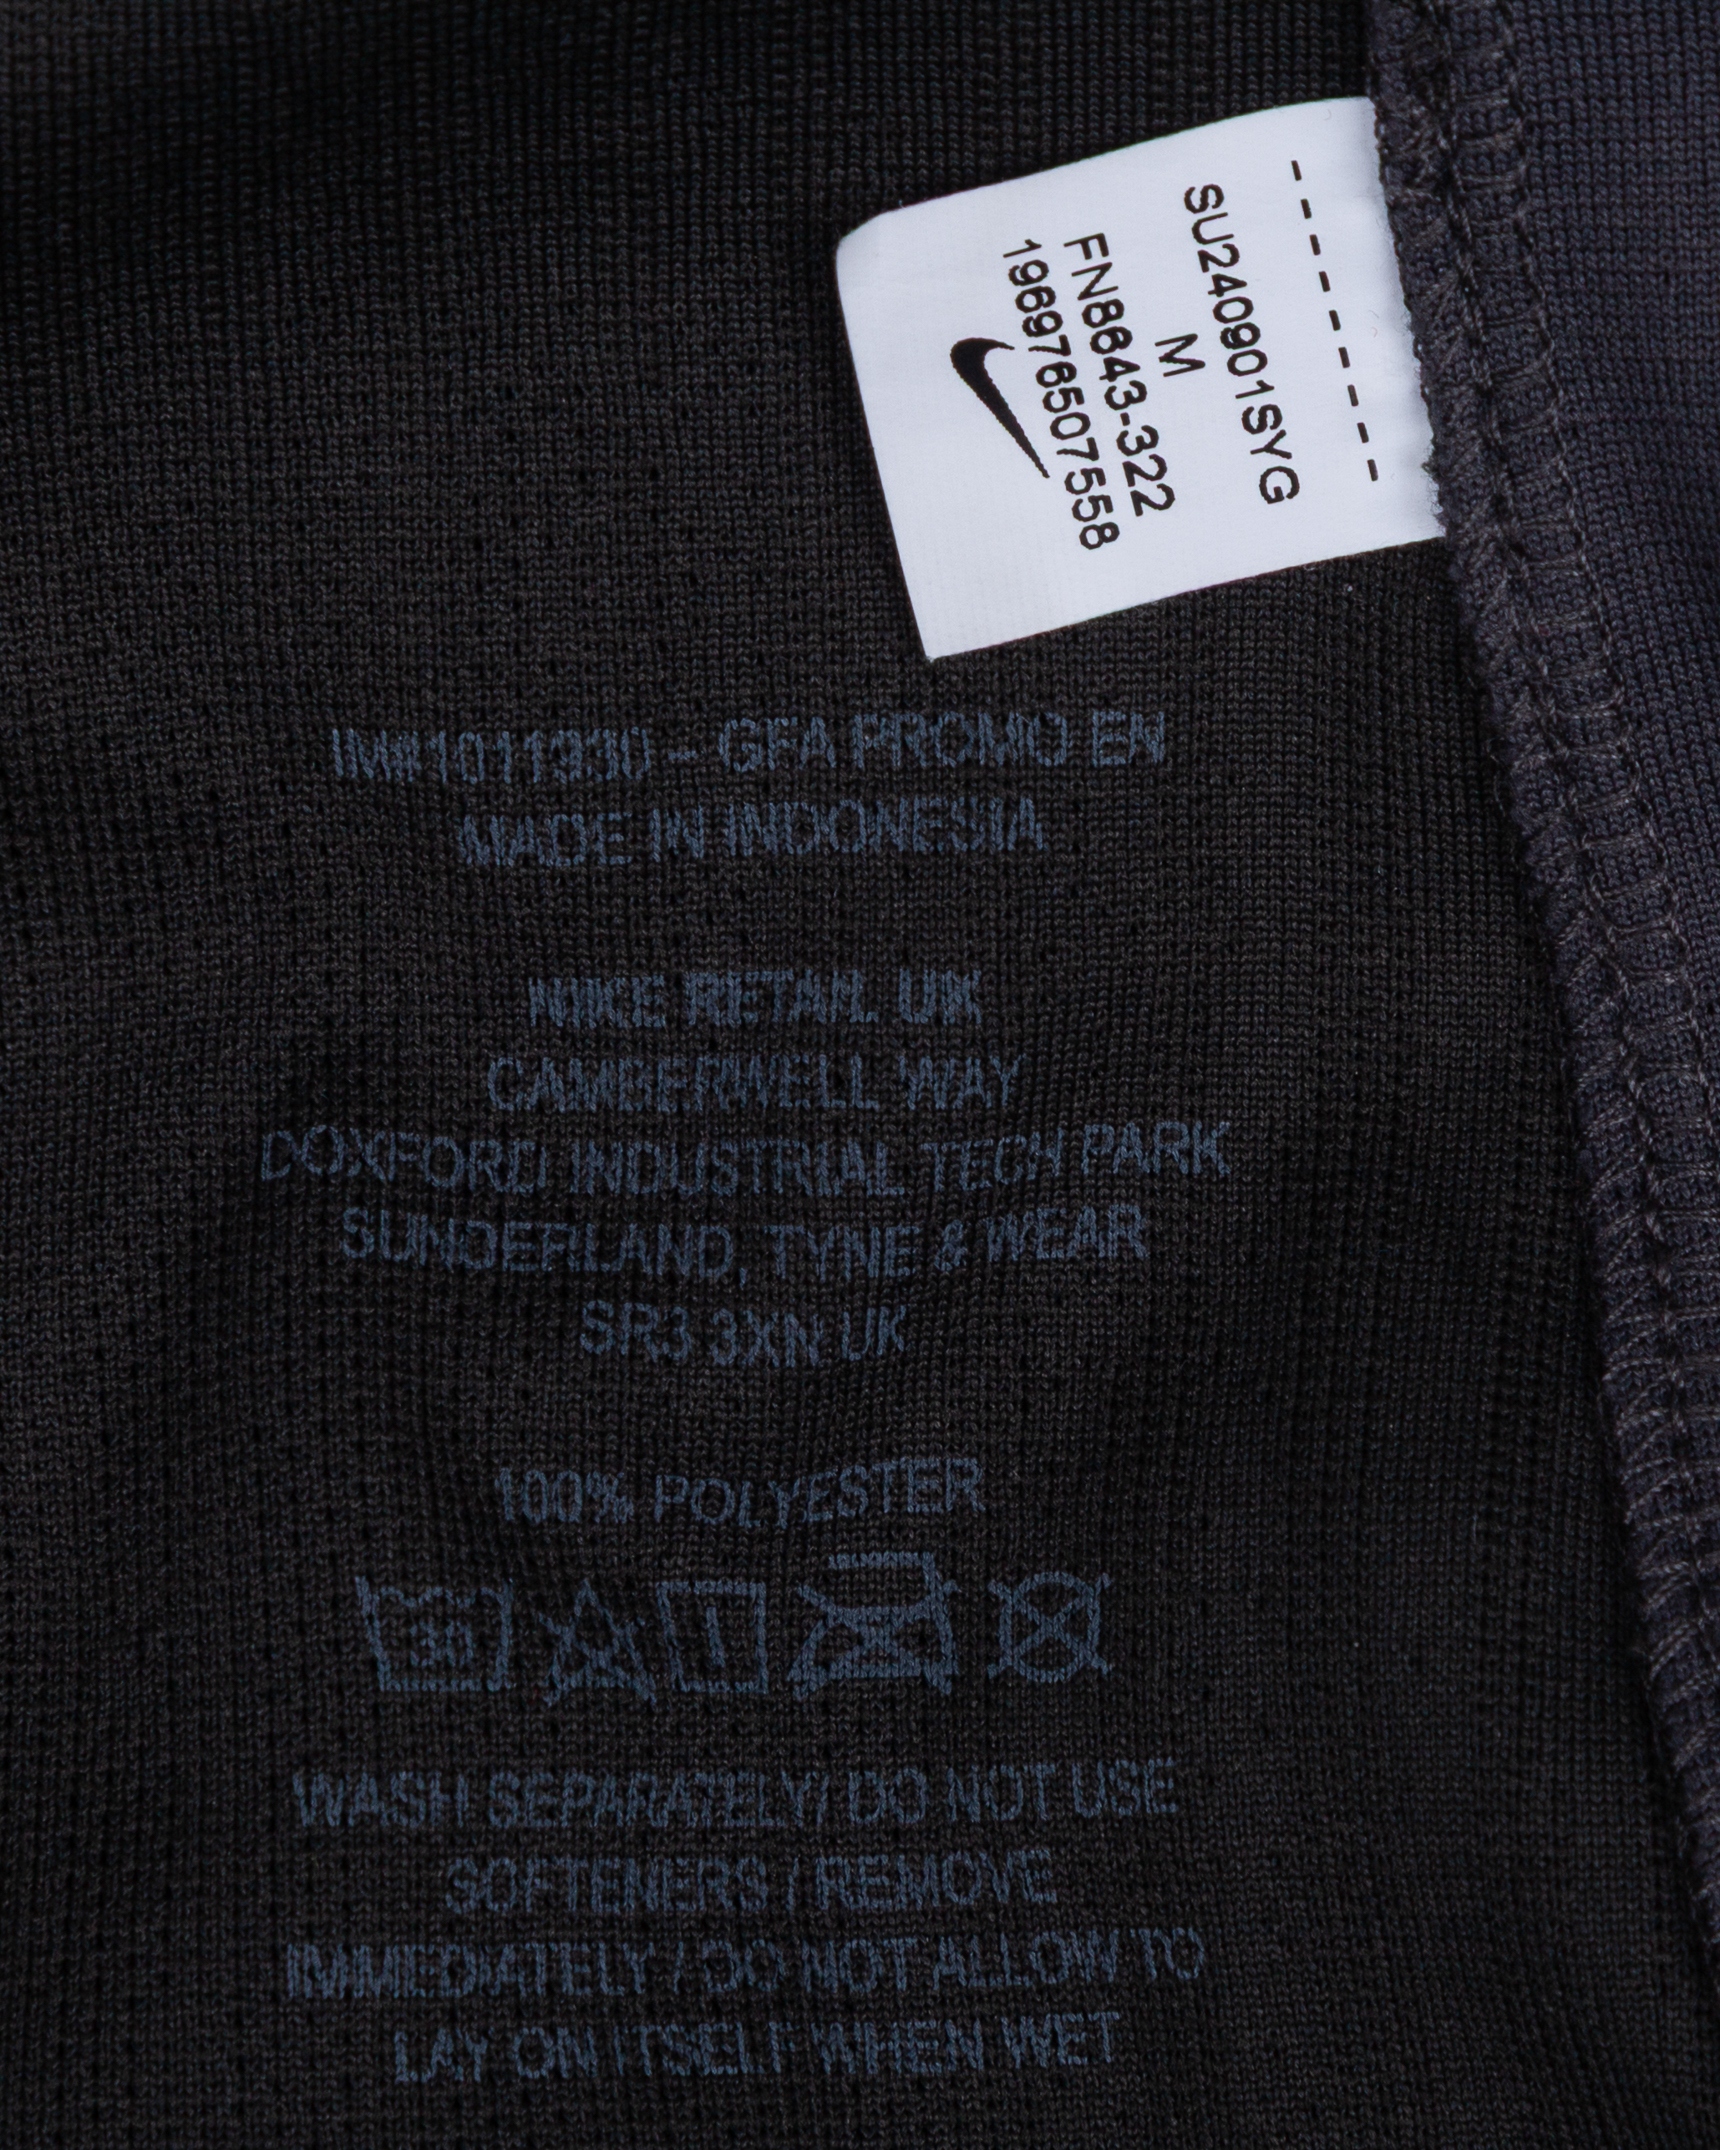 SU240901SYG
M
FN8843-322
196976507558
IM#1011330 - GFA PROMO EN
MADE IN INDONESIA
NIKE RETAIL UK
CAMBERWELL WAY
DOXFORD INDUSTRIAL TECH PARK
SUNDERLAND, TYNE & WEAR
SR3 3XN UK
100% POLYESTER
30
WASH SEPARATELY/ DO NOT USE
SOFTENERS / REMOVE
IMMEDIATELY / DO NOT ALLOW TO
LAY ON ITSELF WHEN WET